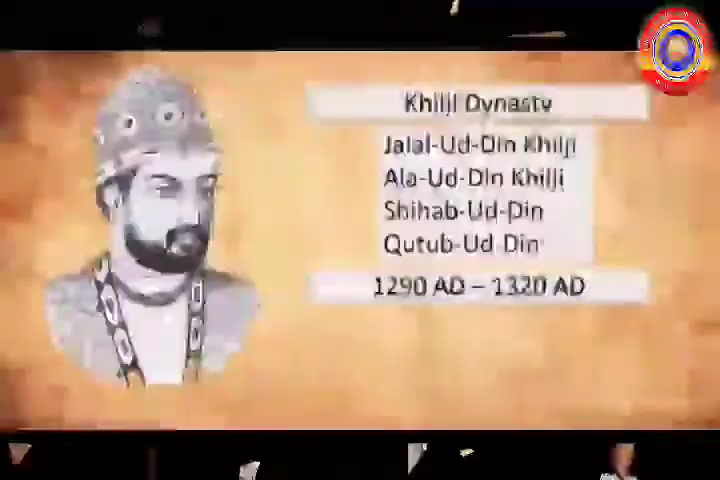 Khilji Dynasty
Jalal-Ud-Din Khilji
Ala-Ud-Din Khilji
Shihab-Ud-Din
Qutub-Ud Din
1290 AD – 1320 AD